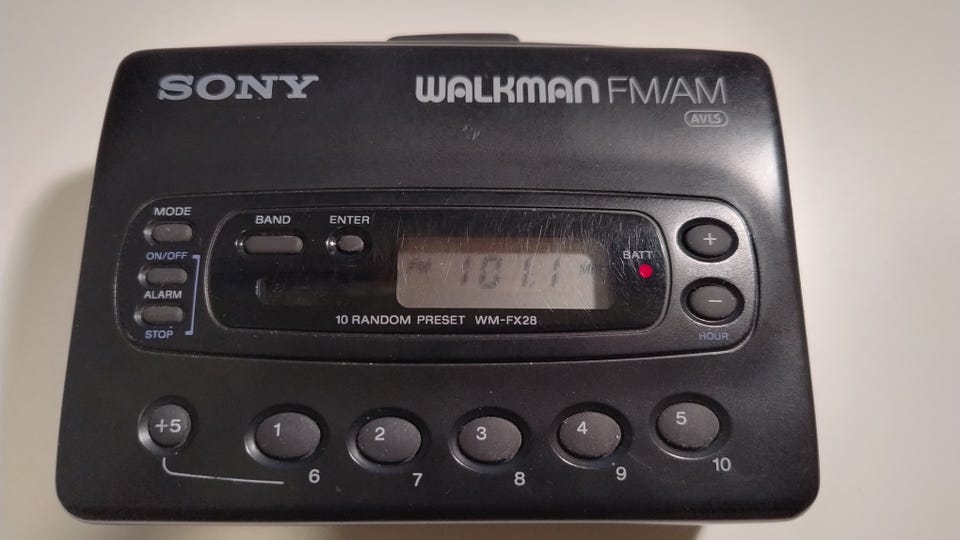 SONY
WALKMAN FM/AM
AVLS
MODE
BAND ENTER +
ON/OFF
BATT
FM 101.1
ALARM
−
10 RANDOM PRESET WM-FX28
STOP
HOUR
+5 1 2 3 4 5
6 7 8 9 10